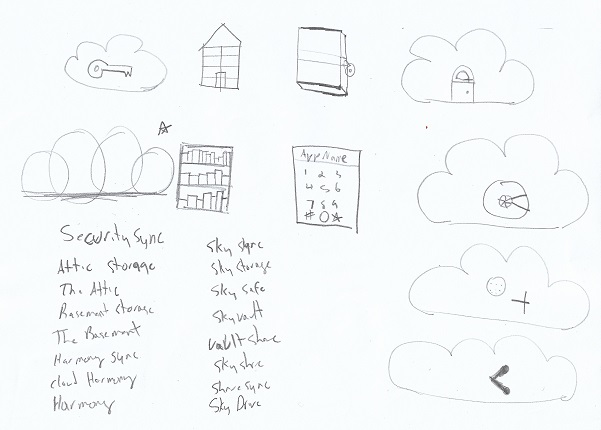 App Name
1 2 3
4 5 6
7 8 9
# 0 *
Security Sync
Attic Storage
The Attic
Basement Storage
The Basement
Harmony Sync
Cloud Harmony
Harmony
Sky Sync
Sky Storage
Sky Safe
Sky vault
vault Share
Share Sync
Sky Drive